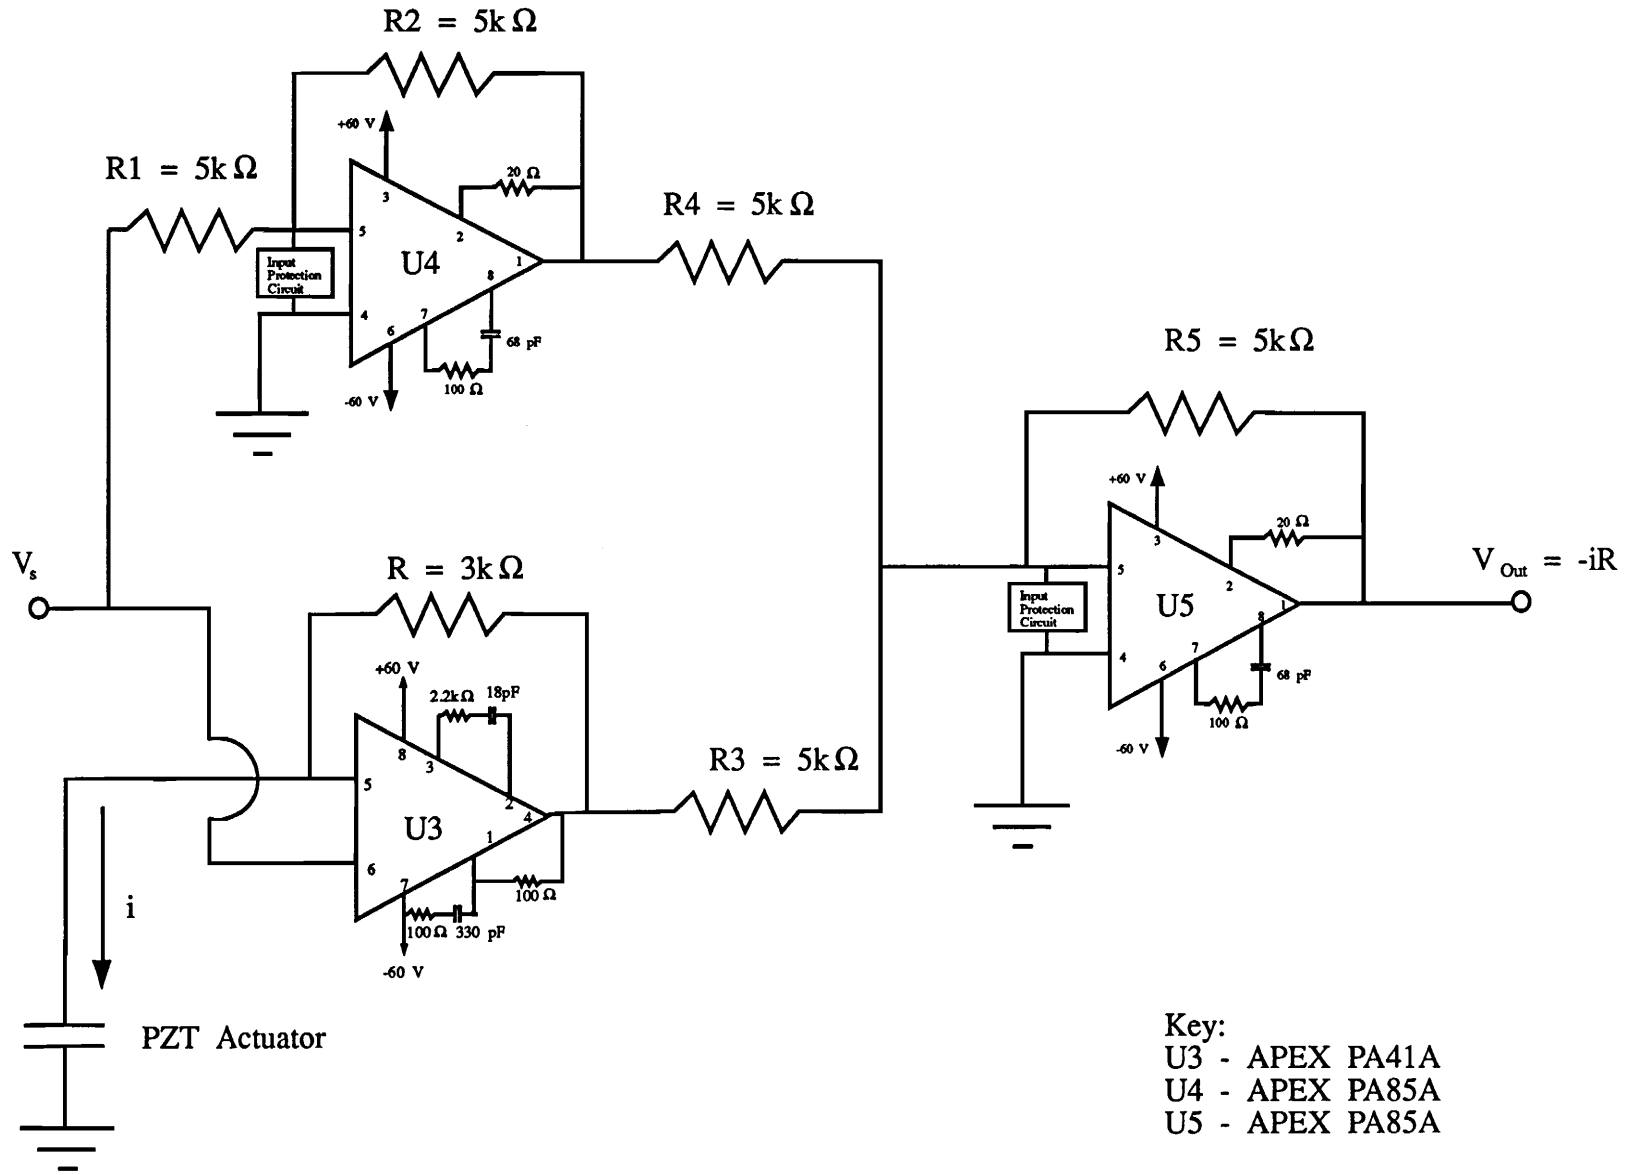 R2 = 5k Ω
+60 V
R1 = 5k Ω
3
20 Ω
R4 = 5k Ω
5
2
Input
Protection
Circuit
U4
1
8
4
7
6
68 pF
100 Ω
-60 V
R5 = 5k Ω
+60 V
20 Ω
3
Vs
R = 3k Ω
5
2
VOut = -iR
Input
Protection
Circuit
U5
1
8
4
7
6
68 pF
100 Ω
-60 V
+60 V
2.2k Ω
18pF
8
3
R3 = 5k Ω
5
2
U3
4
1
6
7
100 Ω
i
100 Ω
330 pF
-60 V
PZT Actuator
Key:
U3 - APEX PA41A
U4 - APEX PA85A
U5 - APEX PA85A